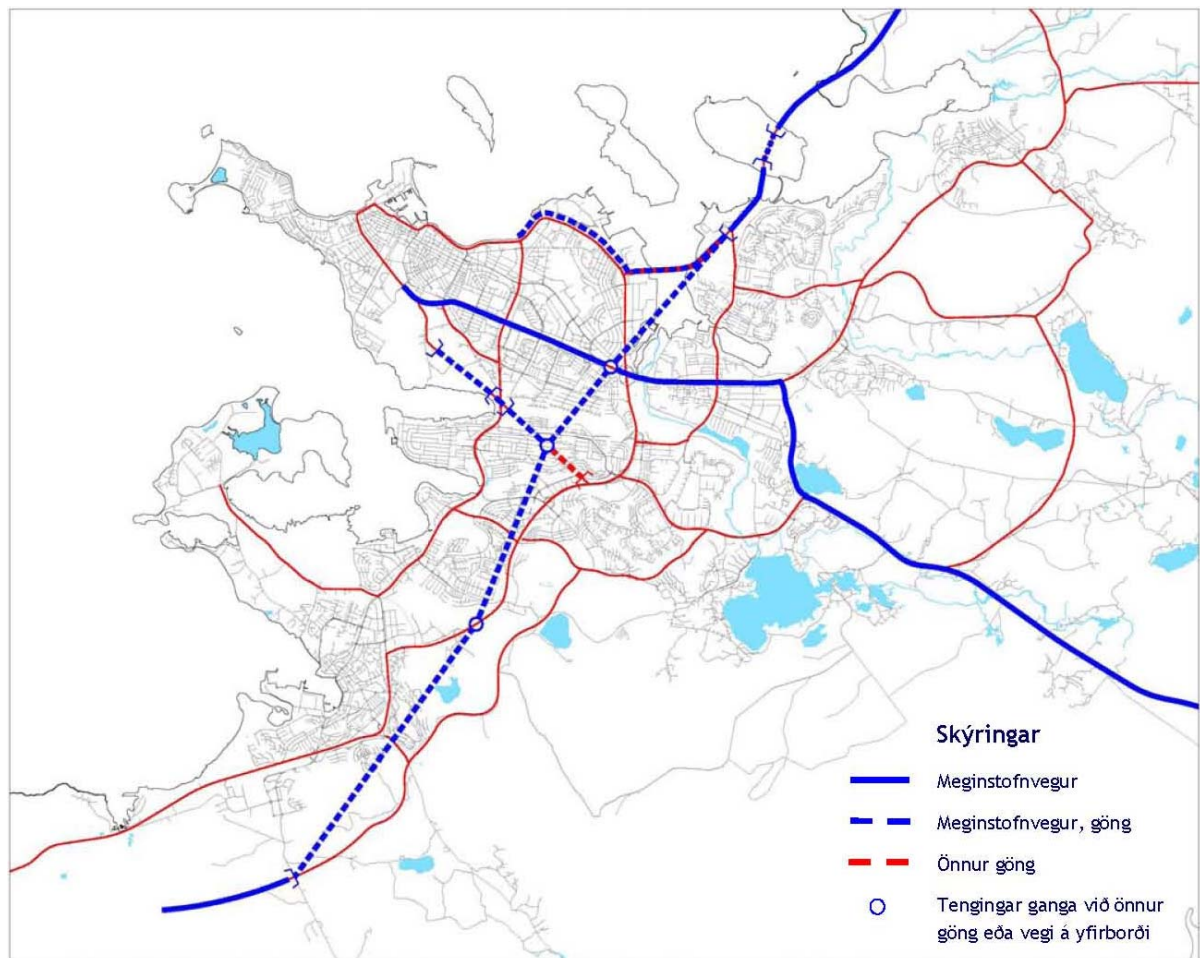 Skýringar
Meginstofnvegur
Meginstofnvegur, göng
Önnur göng
Tengingar ganga við önnur
göng eða vegi á yfirborði